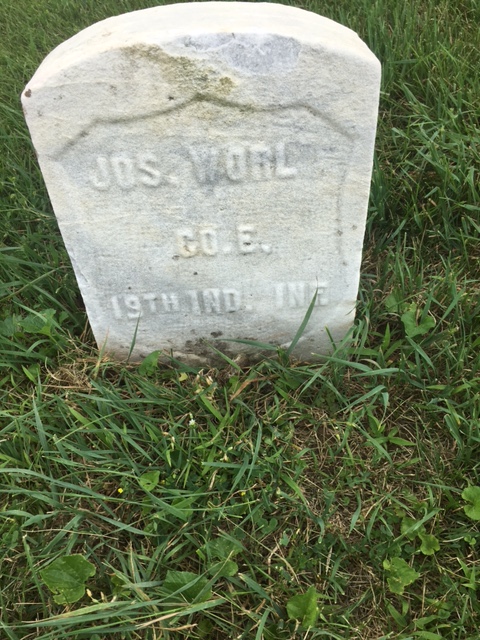 JOS. WORL
CO. E.
19TH IND. INF.